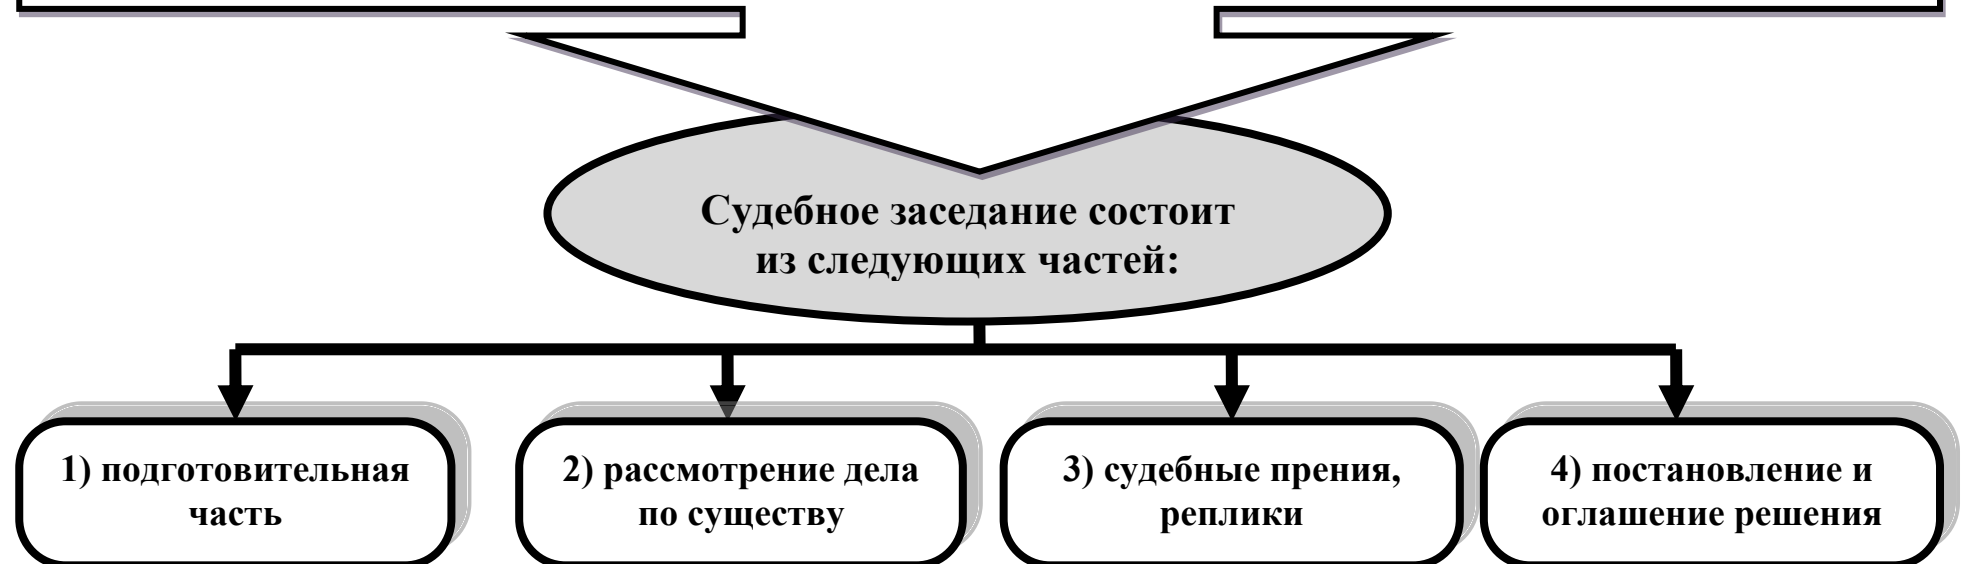 Судебное заседание состоит
из следующих частей:
1) подготовительная
часть
2) рассмотрение дела
по существу
3) судебные прения,
реплики
4) постановление и
оглашение решения